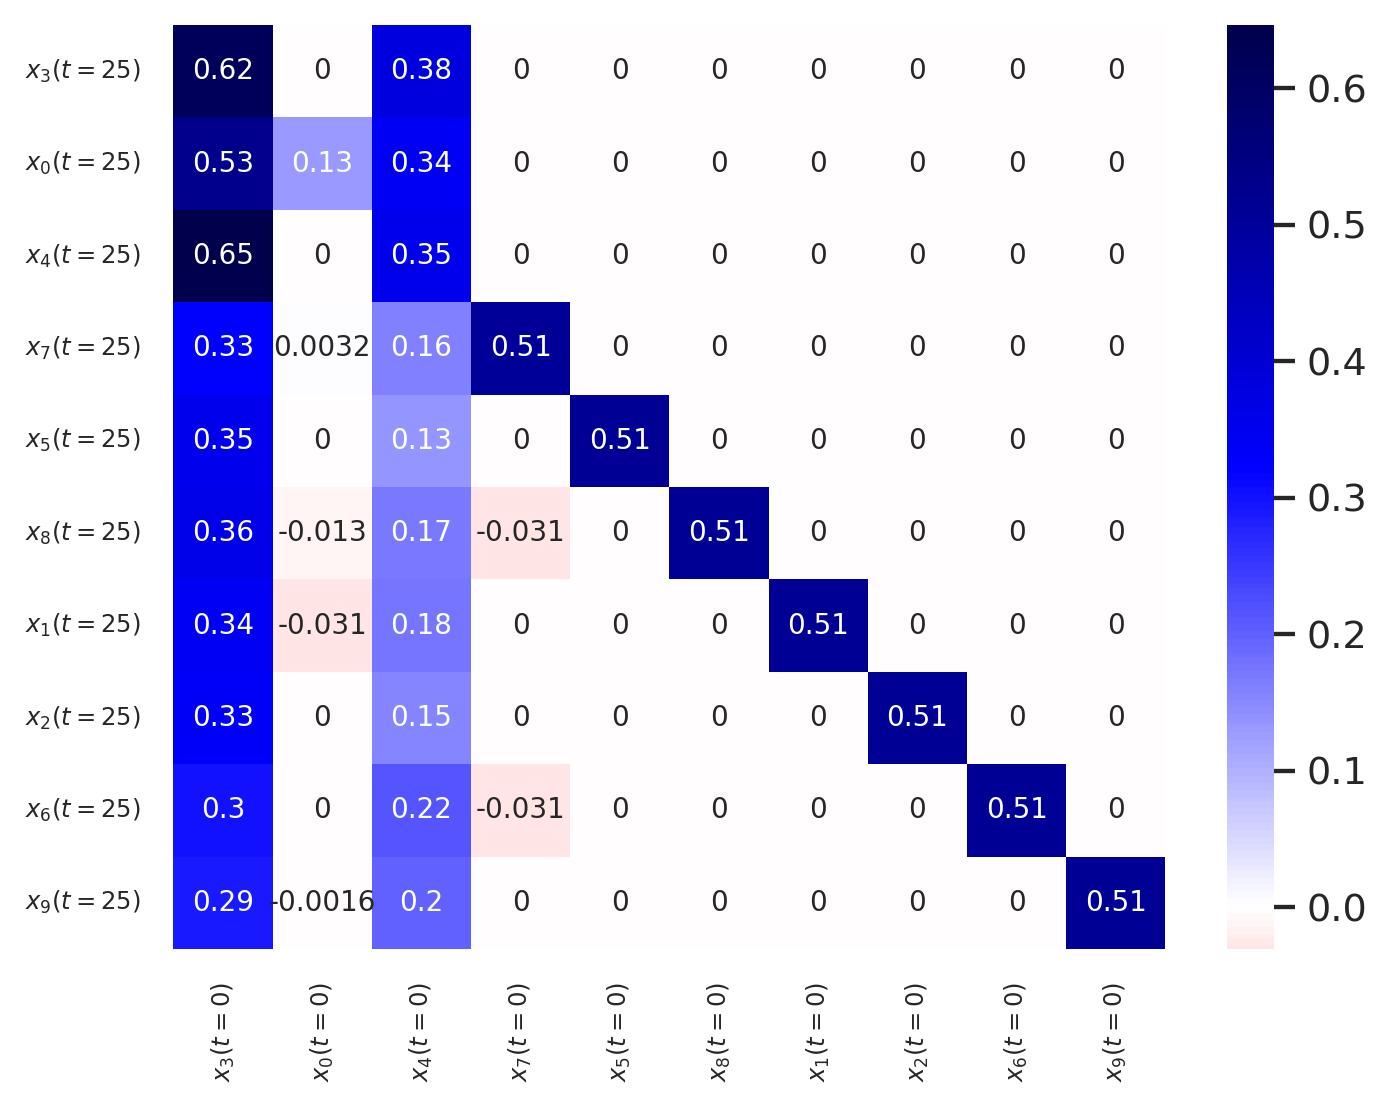 x₃(t = 25) 0.62 0 0.38 0 0 0 0 0 0 0
x₀(t = 25) 0.53 0.13 0.34 0 0 0 0 0 0 0
x₄(t = 25) 0.65 0 0.35 0 0 0 0 0 0 0
x₇(t = 25) 0.33 0.0032 0.16 0.51 0 0 0 0 0 0
x₅(t = 25) 0.35 0 0.13 0 0.51 0 0 0 0 0
x₈(t = 25) 0.36 -0.013 0.17 -0.031 0 0.51 0 0 0 0
x₁(t = 25) 0.34 -0.031 0.18 0 0 0 0.51 0 0 0
x₂(t = 25) 0.33 0 0.15 0 0 0 0 0.51 0 0
x₆(t = 25) 0.3 0 0.22 -0.031 0 0 0 0 0.51 0
x₉(t = 25) 0.29 -0.0016 0.2 0 0 0 0 0 0 0.51
x₃(t = 0)
x₀(t = 0)
x₄(t = 0)
x₇(t = 0)
x₅(t = 0)
x₈(t = 0)
x₁(t = 0)
x₂(t = 0)
x₆(t = 0)
x₉(t = 0)
0.6
0.5
0.4
0.3
0.2
0.1
0.0